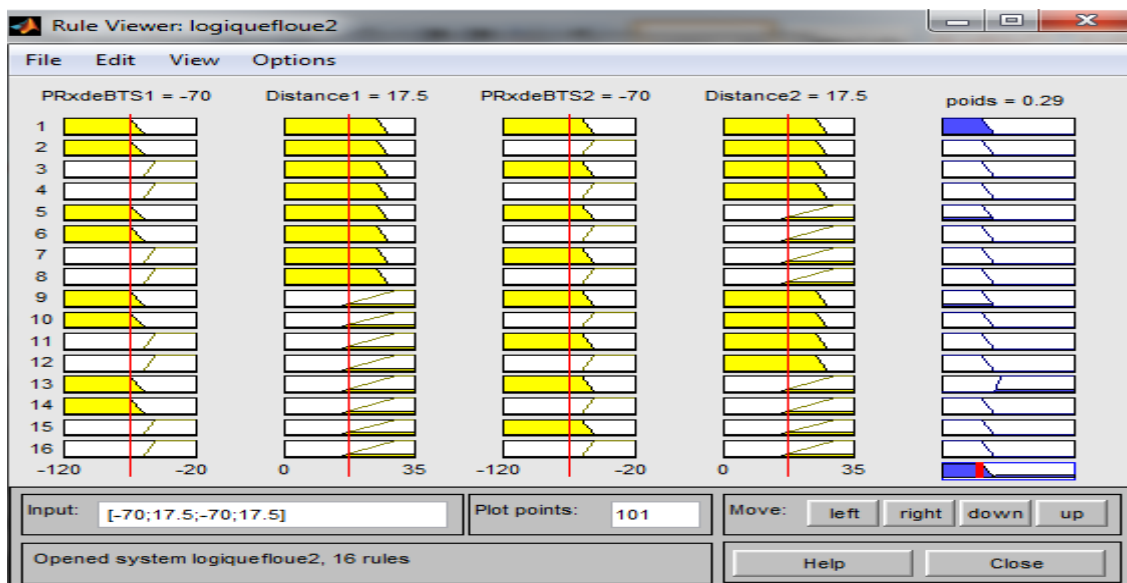 Rule Viewer: logiquefloue2
File Edit View Options
PRxdeBTS1 = -70 Distance1 = 17.5 PRxdeBTS2 = -70 Distance2 = 17.5 poids = 0.29
1
2
3
4
5
6
7
8
9
10
11
12
13
14
15
16
-120 -20 0 35 -120 -20 0 35
Input: [-70;17.5;-70;17.5] Plot points: 101 Move: left right down up
Opened system logiquefloue2, 16 rules Help Close